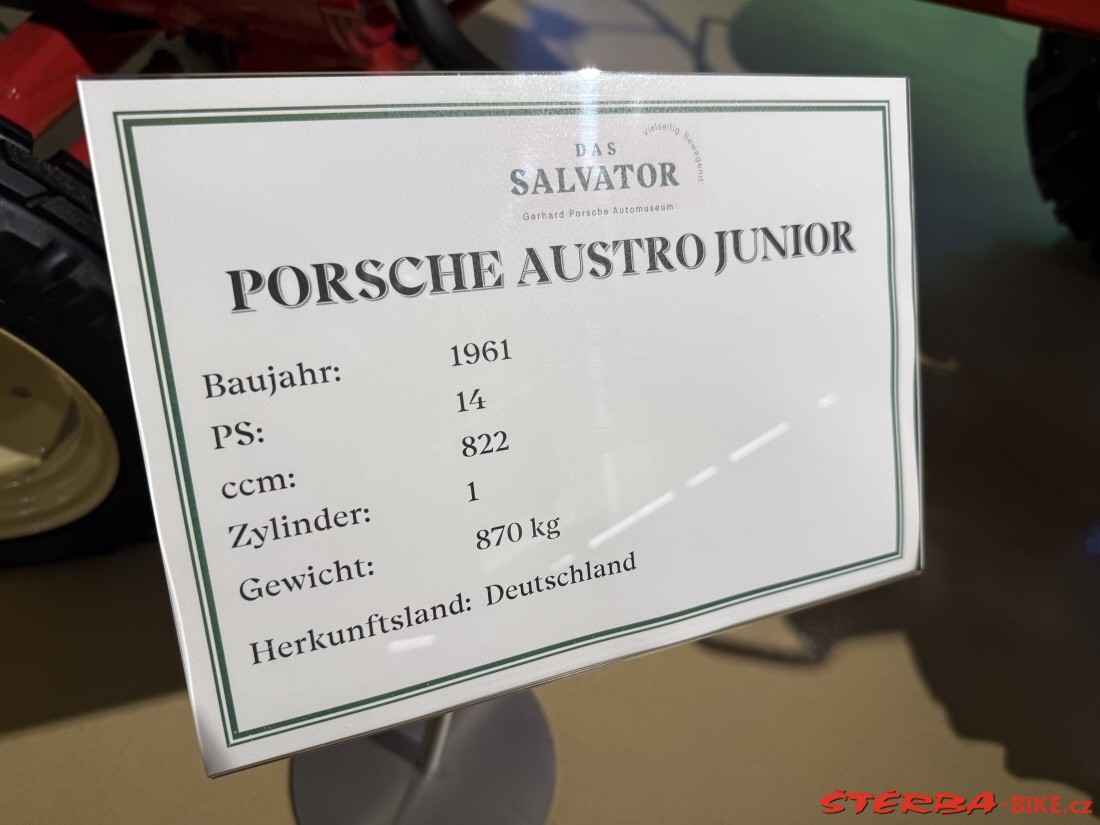 DAS
SALVATOR
Vielseitig. Bewegend.
Gerhard Porsche Automuseum
PORSCHE AUSTRO JUNIOR
Baujahr: 1961
PS: 14
ccm: 822
Zylinder: 1
Gewicht: 870 kg
Herkunftsland: Deutschland
ŠTĚRBA-BIKE.cz